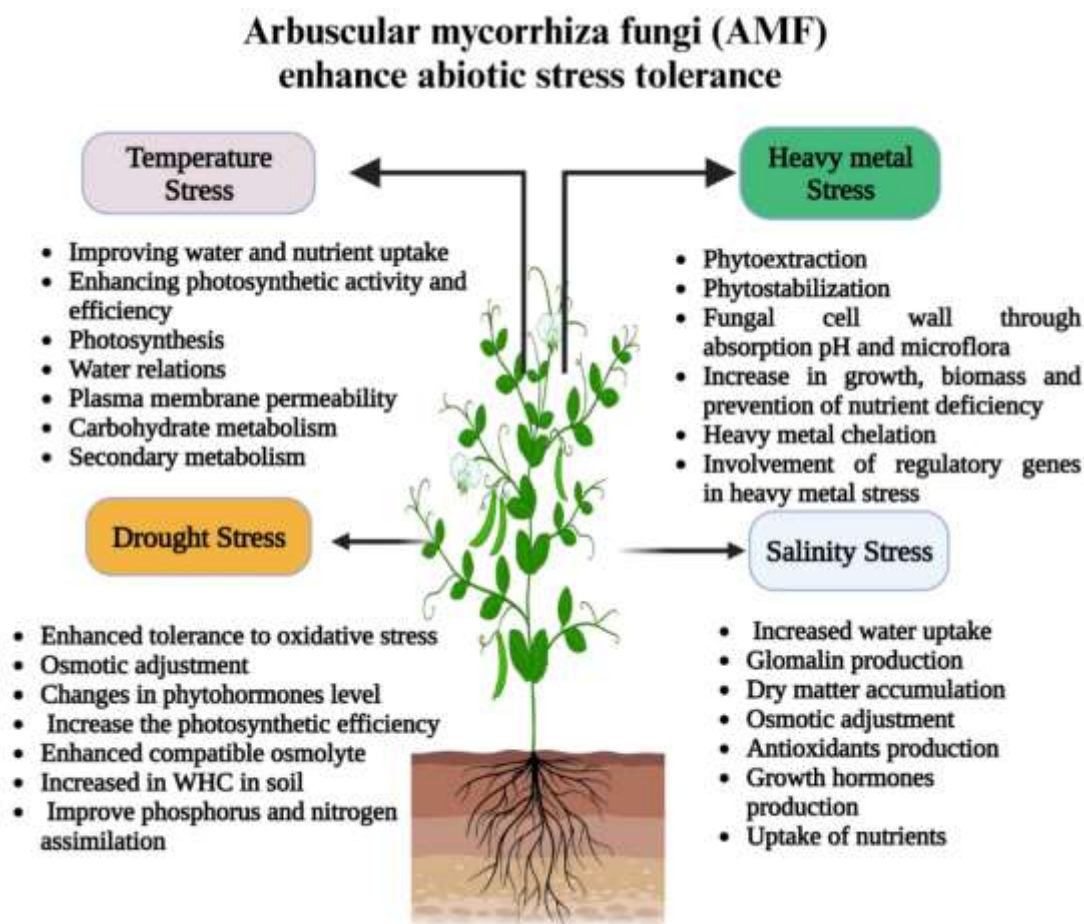 Arbuscular mycorrhiza fungi (AMF)
enhance abiotic stress tolerance
Temperature
Stress
• Improving water and nutrient uptake
• Enhancing photosynthetic activity and
efficiency
• Photosynthesis
• Water relations
• Plasma membrane permeability
• Carbohydrate metabolism
• Secondary metabolism
Heavy metal
Stress
• Phytoextraction
• Phytostabilization
• Fungal cell wall through
absorption pH and microflora
• Increase in growth, biomass and
prevention of nutrient deficiency
• Heavy metal chelation
• Involvement of regulatory genes
in heavy metal stress
Drought Stress
• Enhanced tolerance to oxidative stress
• Osmotic adjustment
• Changes in phytohormones level
• Increase the photosynthetic efficiency
• Enhanced compatible osmolyte
• Increased in WHC in soil
• Improve phosphorus and nitrogen
assimilation
Salinity Stress
• Increased water uptake
• Glomalin production
• Dry matter accumulation
• Osmotic adjustment
• Antioxidants production
• Growth hormones
production
• Uptake of nutrients